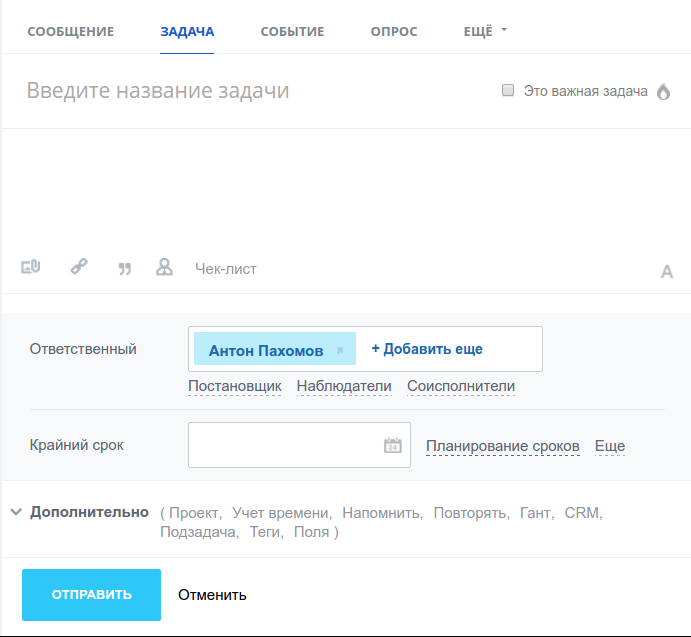 СООБЩЕНИЕ ЗАДАЧА СОБЫТИЕ ОПРОС ЕЩЁ
Введите название задачи Это важная задача
Чек-лист A
Ответственный Антон Пахомов × + Добавить еще
Постановщик Наблюдатели Соисполнители
Крайний срок 24 Планирование сроков Еще
Дополнительно ( Проект, Учет времени, Напомнить, Повторять, Гант, CRM,
Подзадача, Теги, Поля )
ОТПРАВИТЬ Отменить